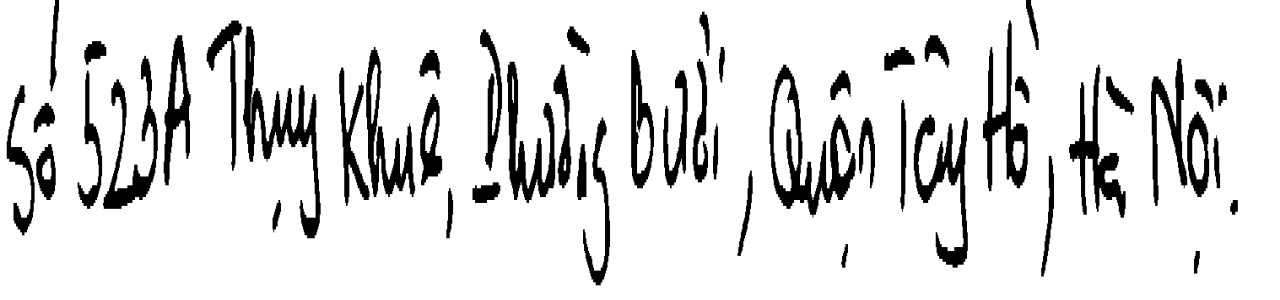 Số 523A Thụy Khuê, Phường Bưởi, Quận Tây Hồ, Hà Nội.